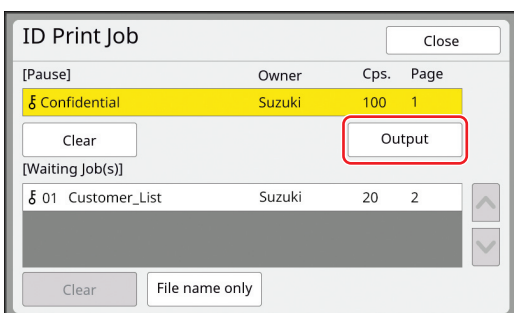 ID Print Job Close
[Pause] Owner Cps. Page
Confidential Suzuki 100 1
Clear Output
[Waiting Job(s)]
01 Customer_List Suzuki 20 2
Clear File name only